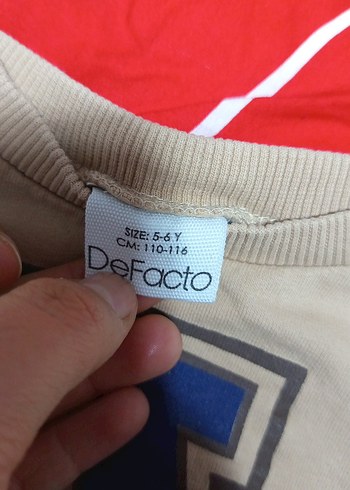 SIZE: 5-6 Y
CM: 110-116
DeFacto